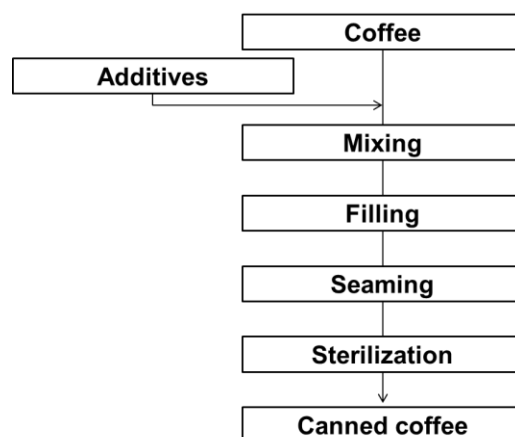 Coffee
Additives
Mixing
Filling
Seaming
Sterilization
Canned coffee